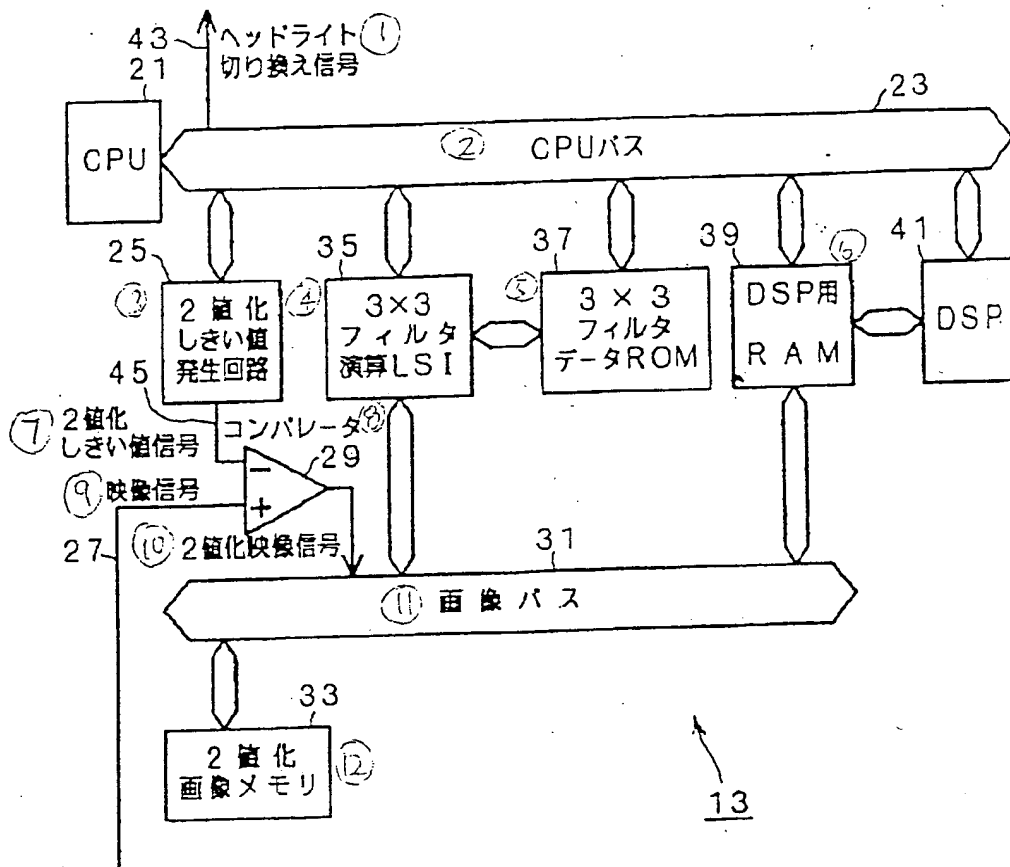 43
ヘッドライト ①
切り換え信号
21
CPU
23
② CPUバス
25
③
2値化
しきい値
発生回路
35
④
3×3
フィルタ
演算LSI
37
⑤
3×3
フィルタ
データROM
39
⑥
DSP用
RAM
41
DSP
45
⑦ 2値化
しきい値信号
コンパレータ ⑧
29
−
+
⑨ 映像信号
27
⑩ 2値化映像信号
31
⑪ 画像バス
33
2値化
画像メモリ
⑫
13